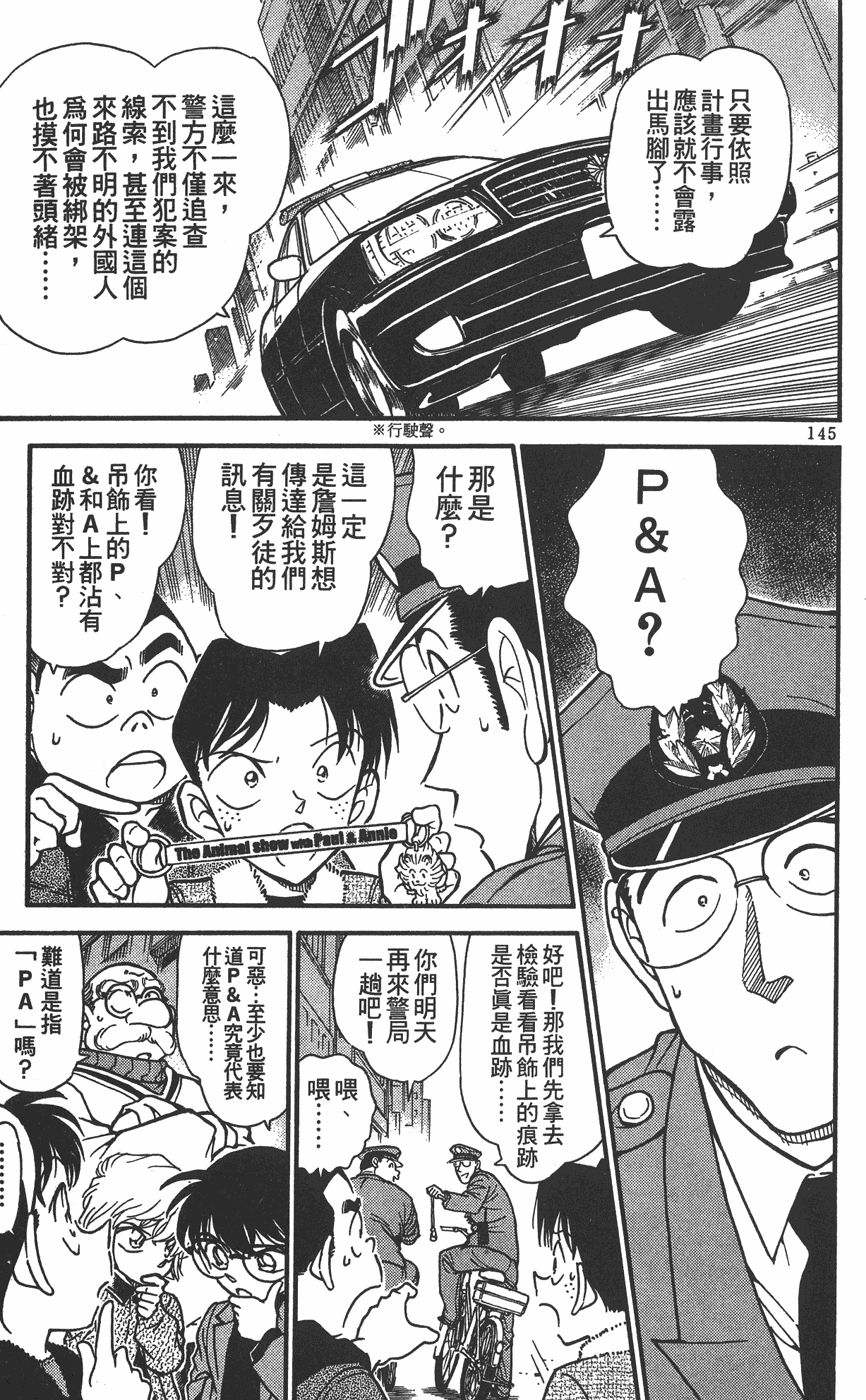 只要依照
計畫行事，
應該就不會露
出馬腳了……
這麼一來，
警方不僅追查
不到我們犯案的
線索，甚至連這個
來路不明的外國人
為何會被綁架，
也摸不著頭緒……
※行駛聲。
145
P&A？
那是
什麼？
這一定
是詹姆斯想
傳達給我們
有關歹徒的
訊息！
你看！
吊飾上的P、
&和A上都沾有
血跡對不對？
The Animal show with Paul & Annie
好吧！那我們先拿去
檢驗看看吊飾上的痕跡
是否真是血跡……
你們明天
再來警局
一趟吧！
喂、
喂……
可惡…至少也要知
道P&A究竟代表
什麼意思……
難道是指
「PA」嗎？
………